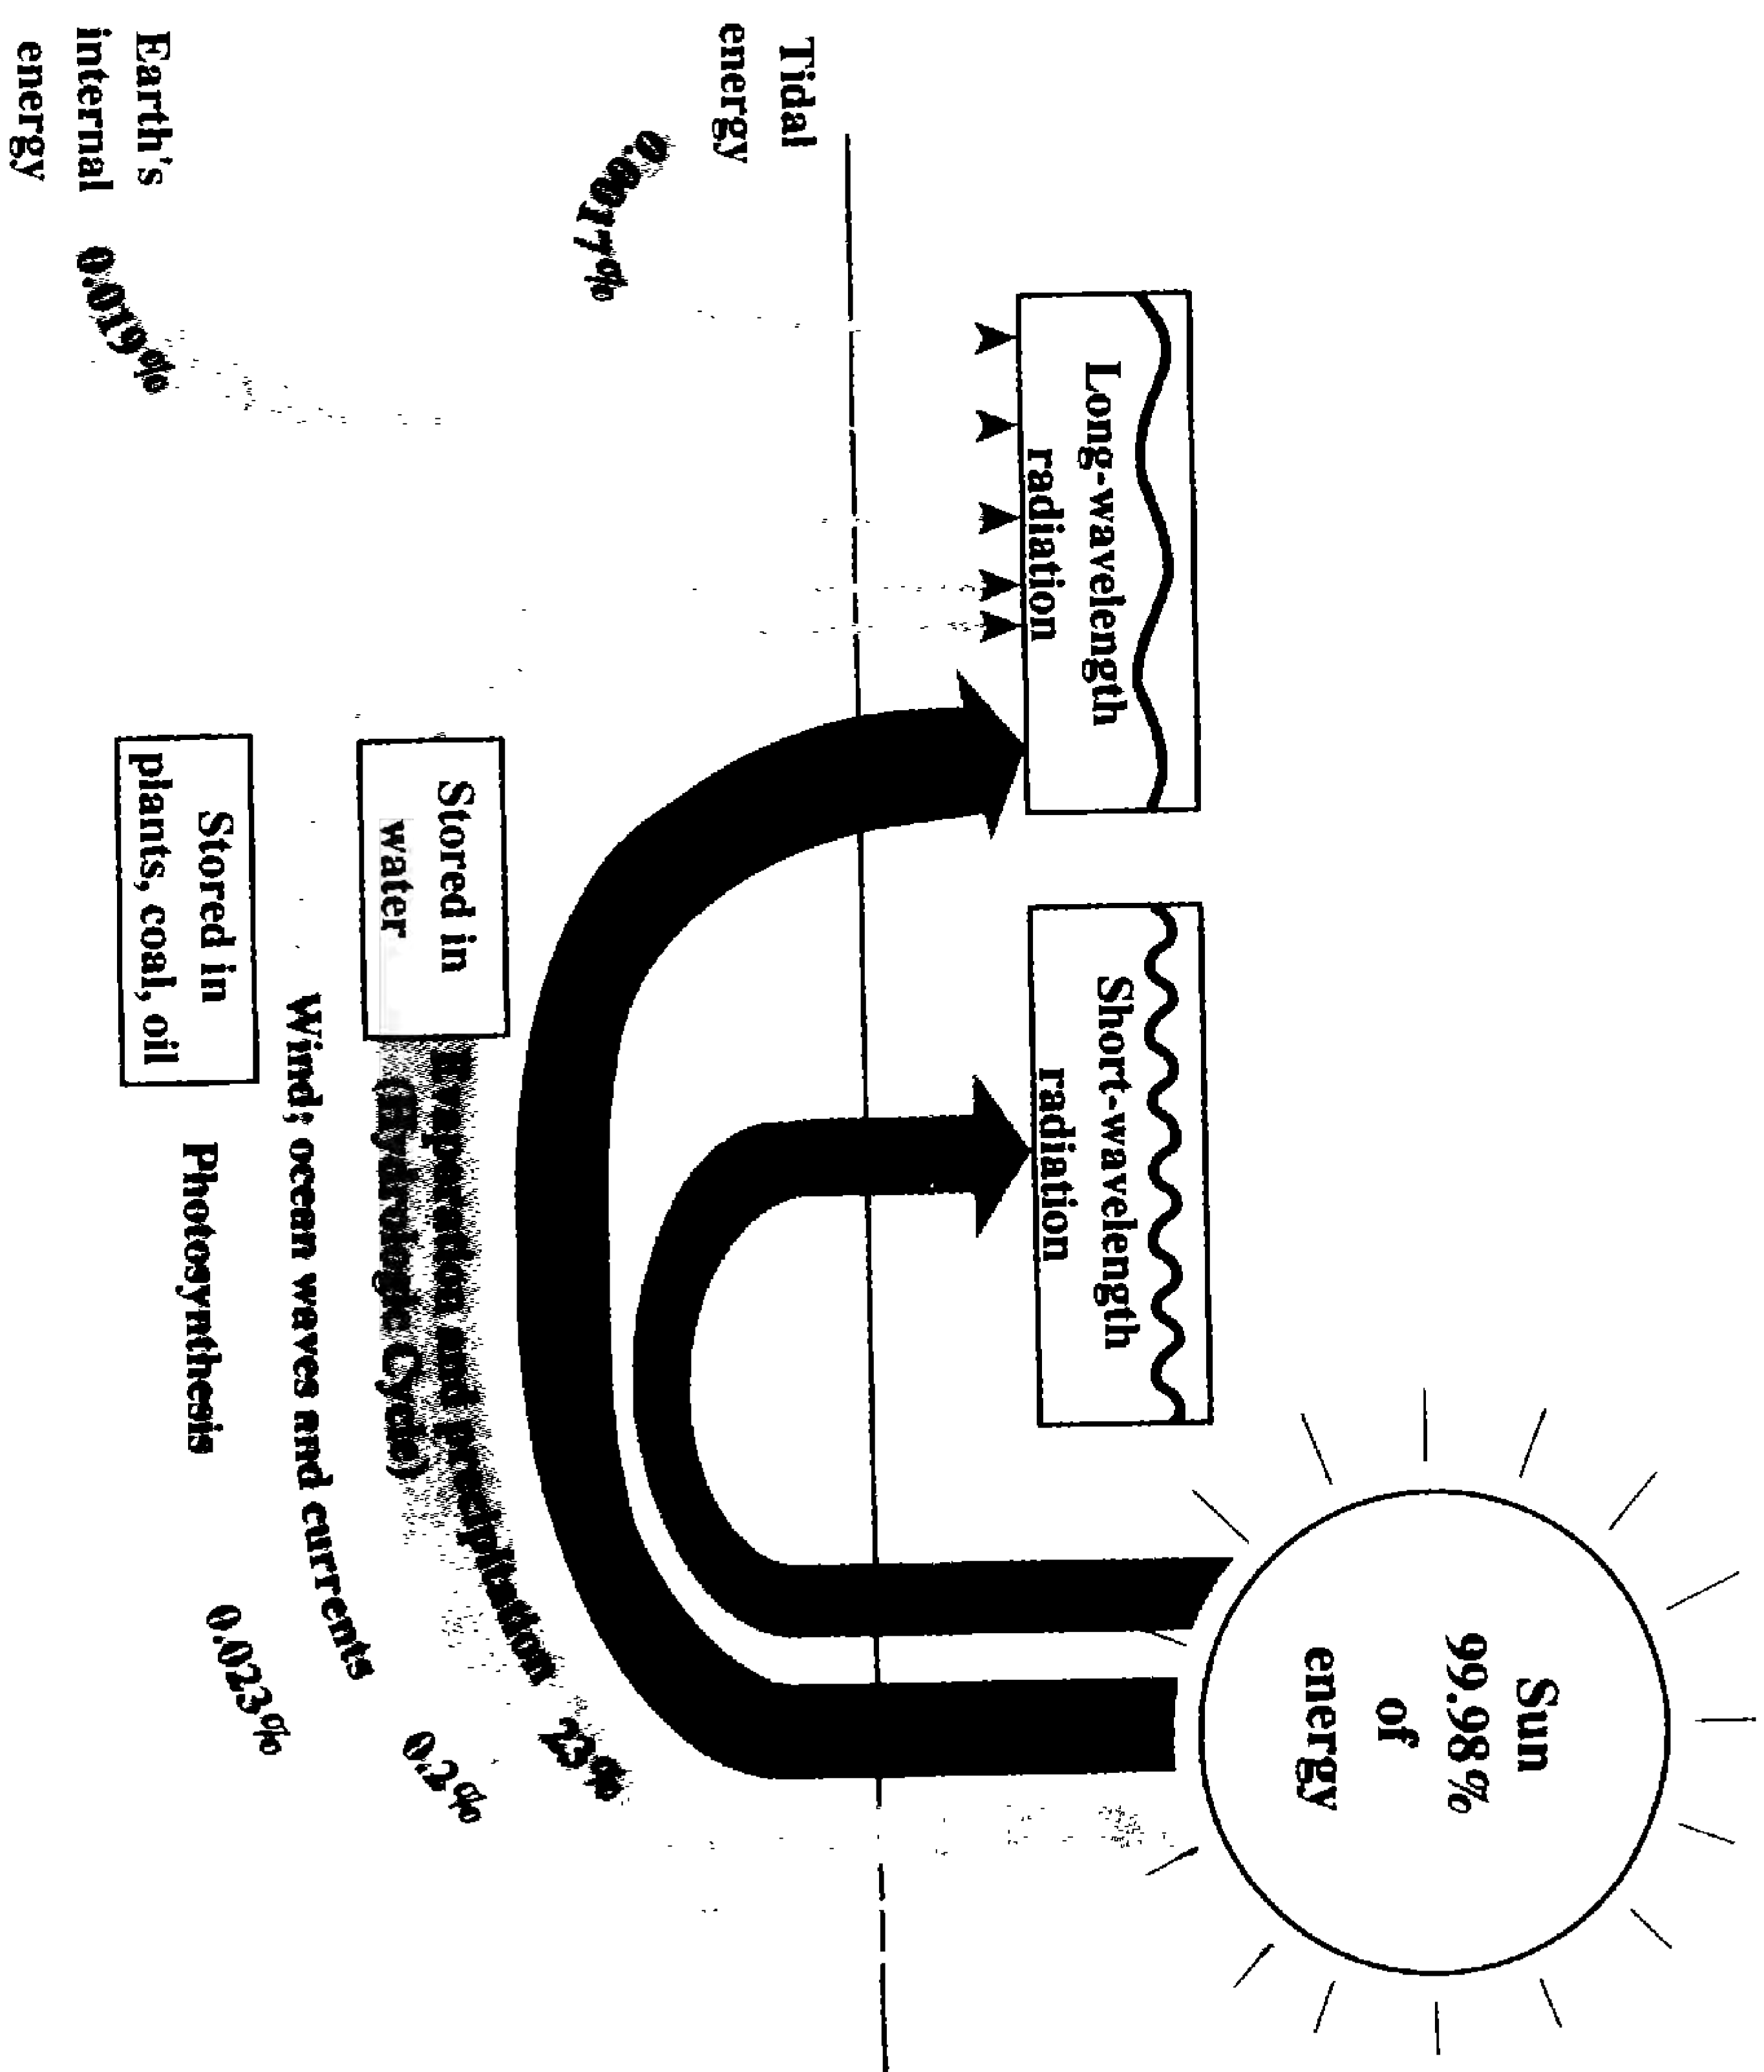 Sun
99.98%
of
energy
Long-wavelength
radiation
Short-wavelength
radiation
Tidal
energy
0.0017%
Stored in
water
Evaporation and precipitation
(Hydrologic Cycle)
23%
Wind; ocean waves and currents
0.2%
Stored in
plants, coal, oil
Photosynthesis
0.023%
Earth's
internal
energy
0.019%